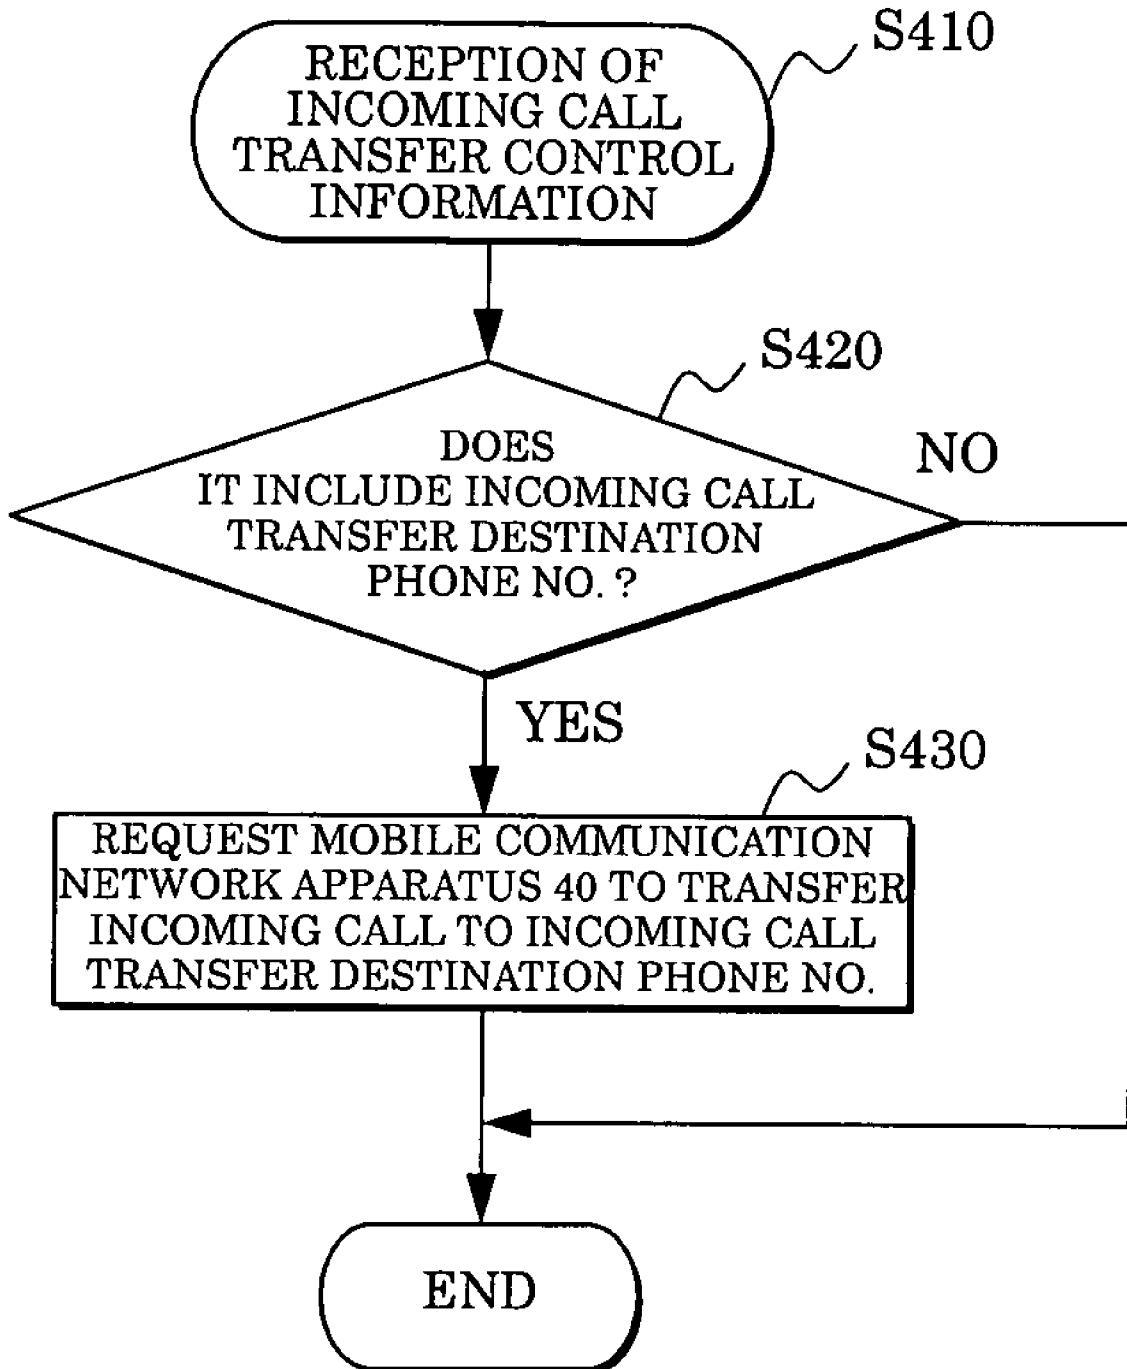 S410
RECEPTION OF
INCOMING CALL
TRANSFER CONTROL
INFORMATION
S420
DOES
IT INCLUDE INCOMING CALL
TRANSFER DESTINATION
PHONE NO. ?
NO
YES
S430
REQUEST MOBILE COMMUNICATION
NETWORK APPARATUS 40 TO TRANSFER
INCOMING CALL TO INCOMING CALL
TRANSFER DESTINATION PHONE NO.
END